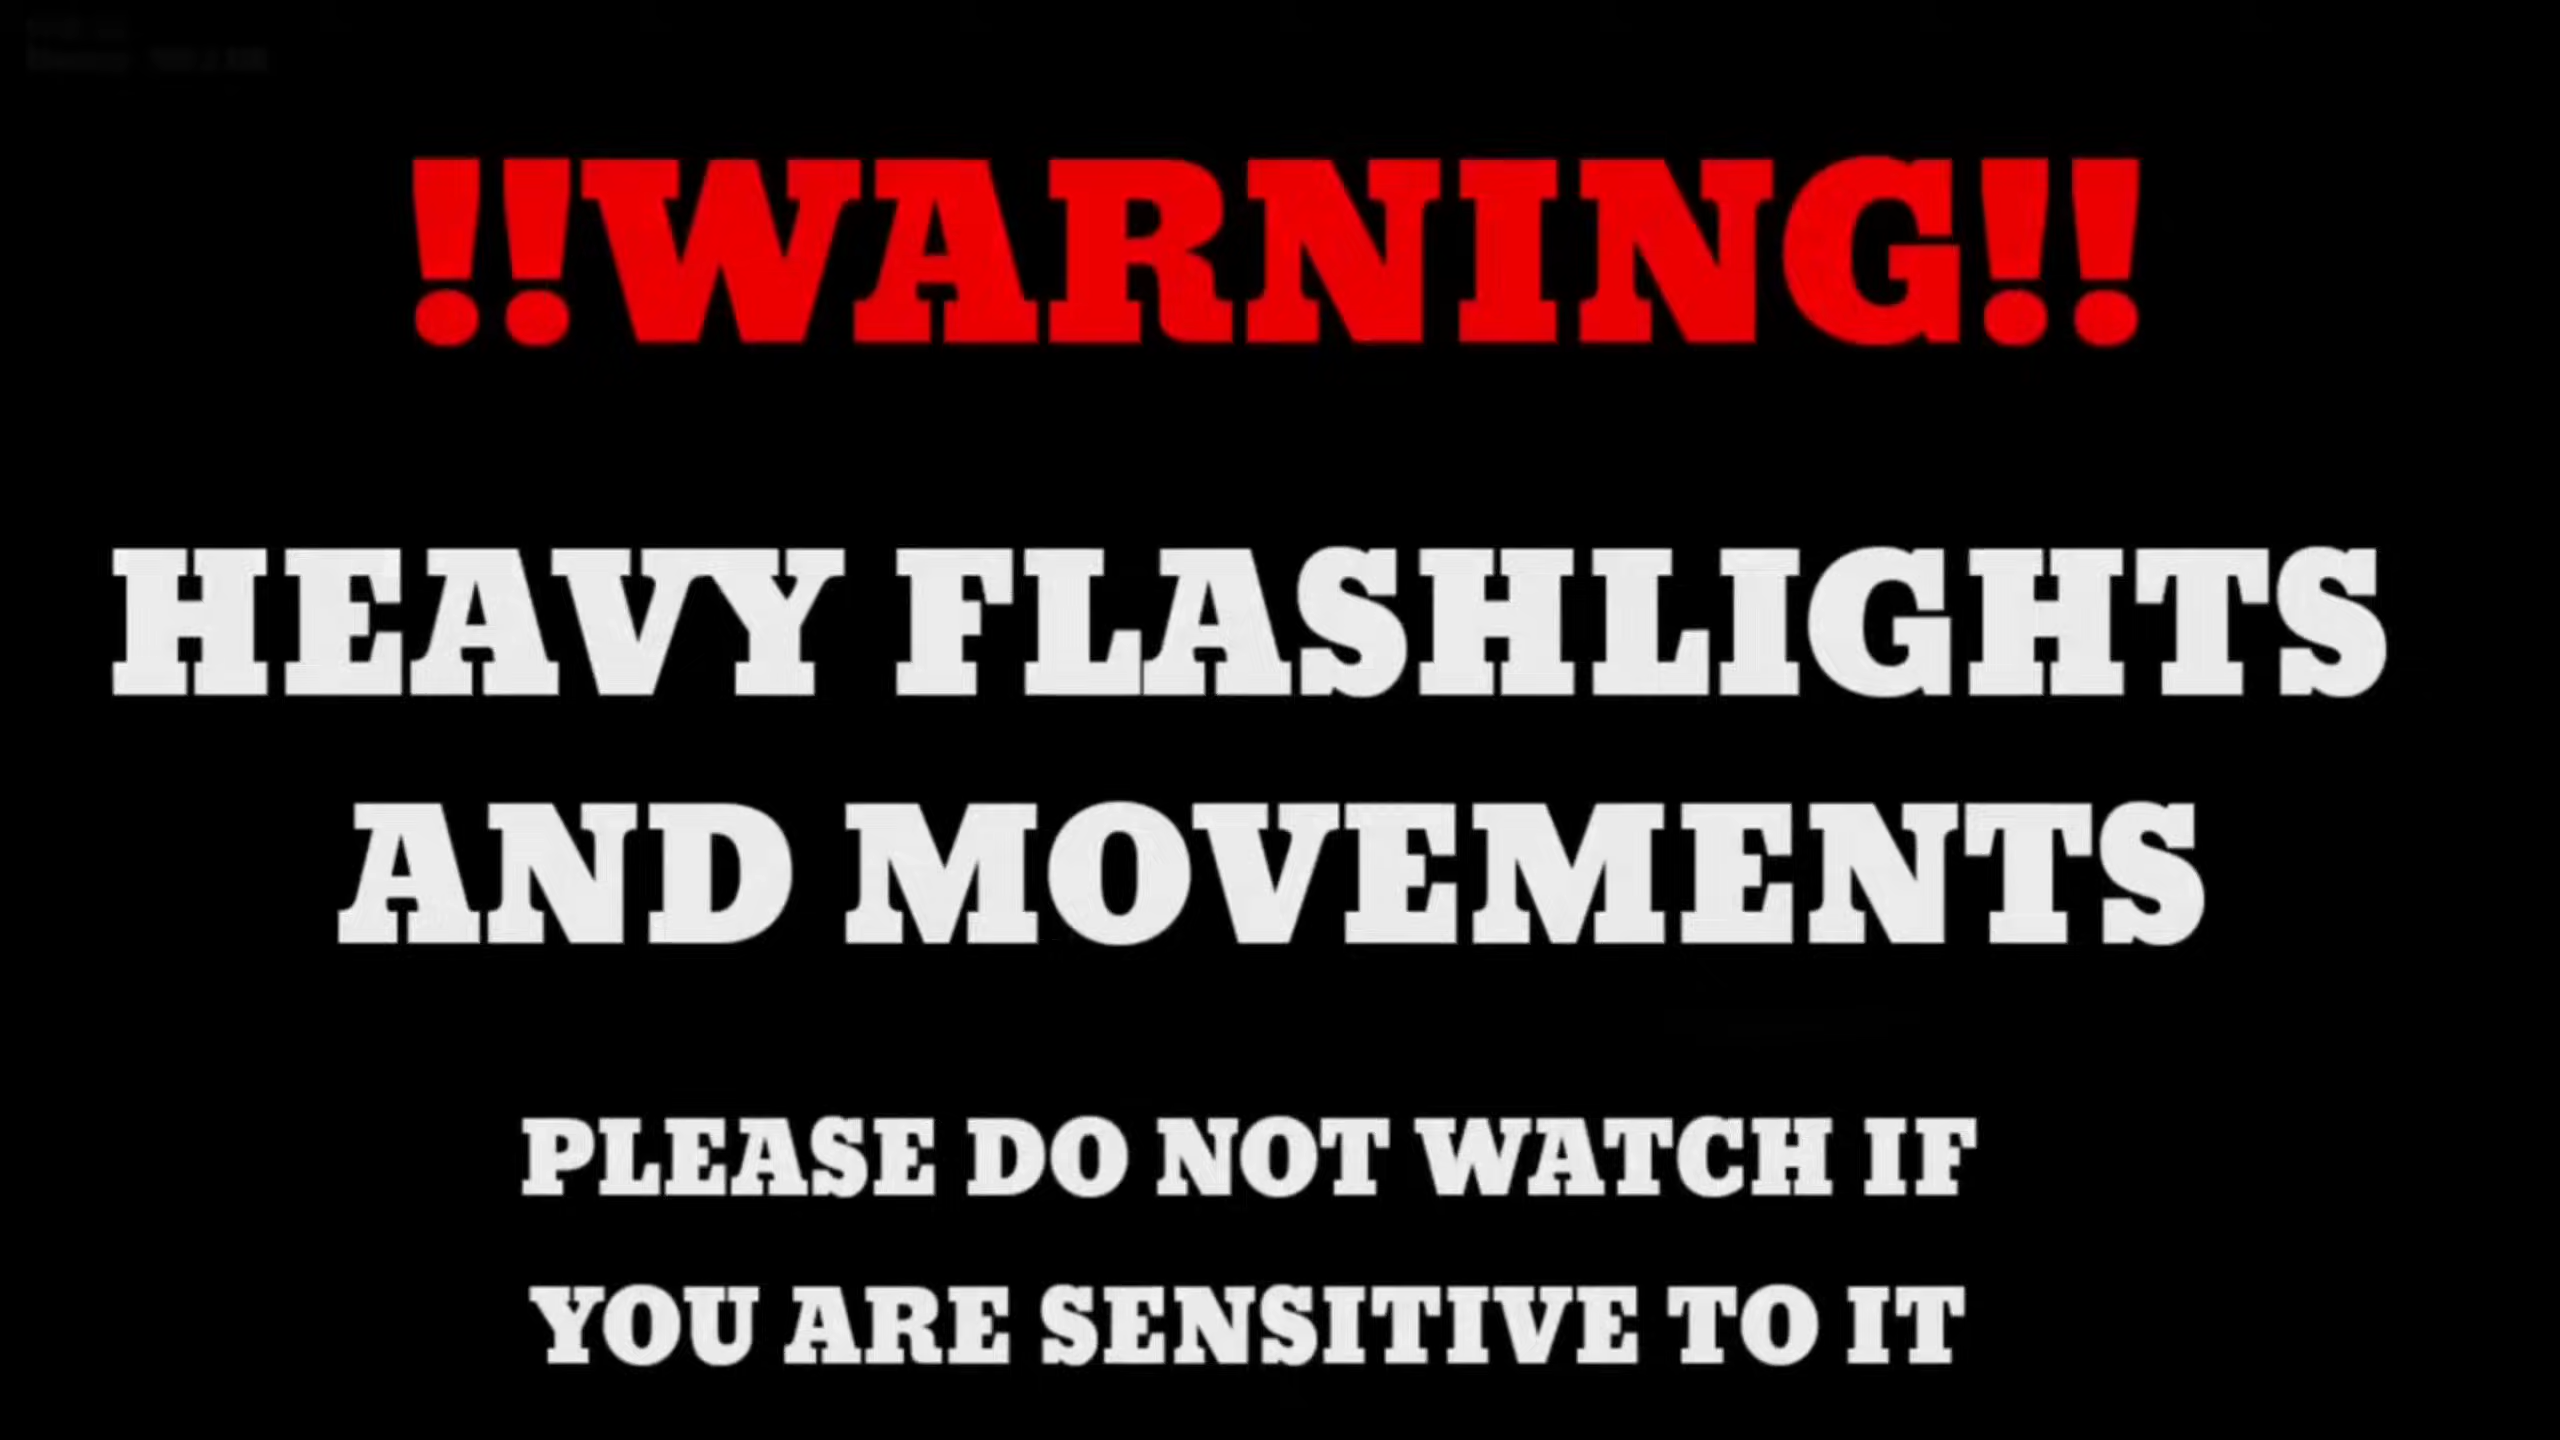 !!WARNING!!
HEAVY FLASHLIGHTS
AND MOVEMENTS
PLEASE DO NOT WATCH IF
YOU ARE SENSITIVE TO IT